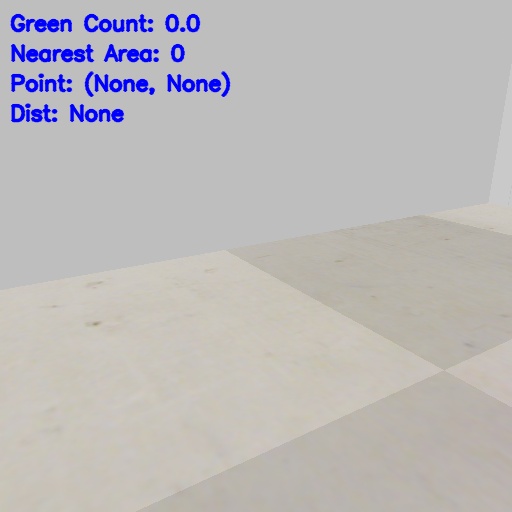 Green Count: 0.0
Nearest Area: 0
Point: (None, None)
Dist: None